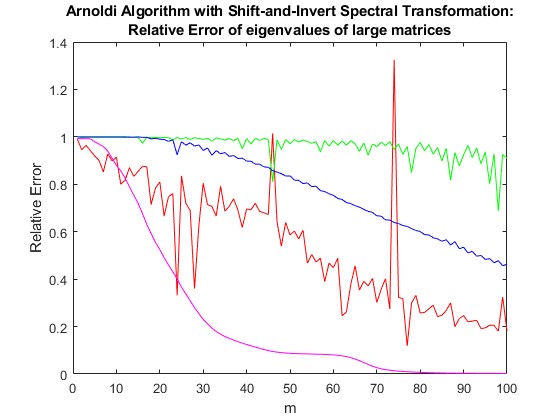 Arnoldi Algorithm with Shift-and-Invert Spectral Transformation:
Relative Error of eigenvalues of large matrices
1.4
1.2
1
0.8
0.6
0.4
0.2
0
Relative Error
0 10 20 30 40 50 60 70 80 90 100
m